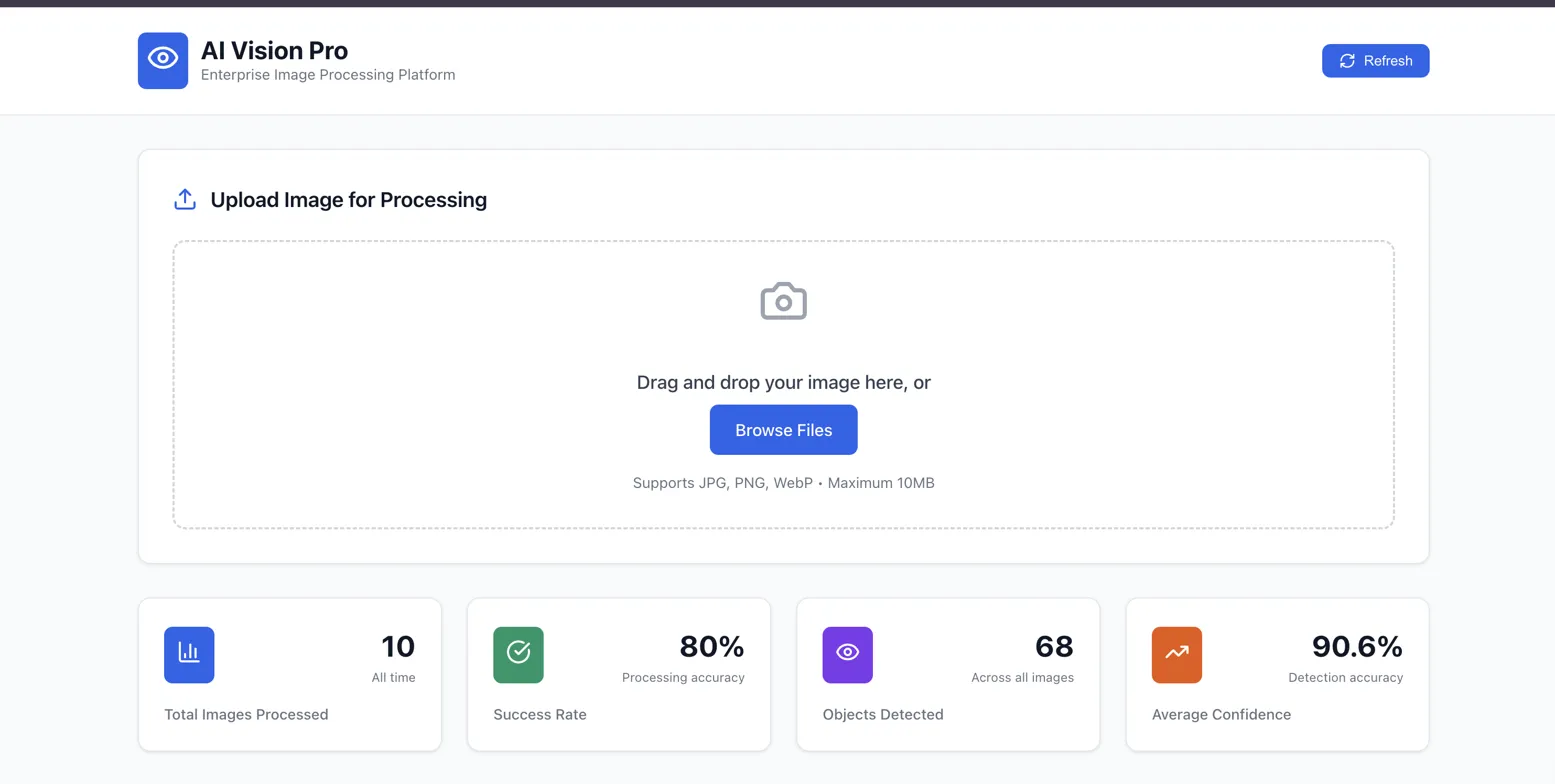 AI Vision Pro
Enterprise Image Processing Platform
Refresh
Upload Image for Processing
Drag and drop your image here, or
Browse Files
Supports JPG, PNG, WebP • Maximum 10MB
10
All time
Total Images Processed
80%
Processing accuracy
Success Rate
68
Across all images
Objects Detected
90.6%
Detection accuracy
Average Confidence